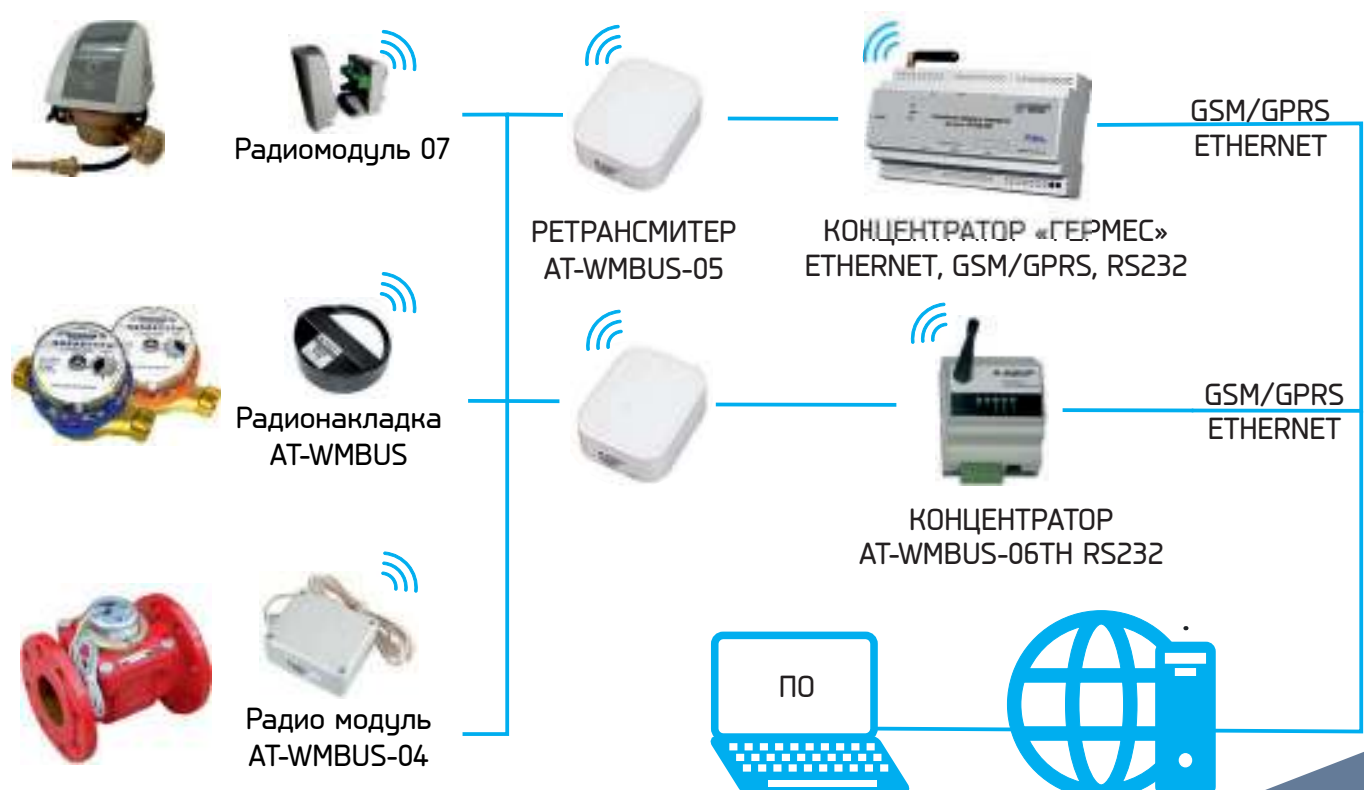 Радиомодуль 07
GSM/GPRS
ETHERNET
РЕТРАНСМИТЕР
AT-WMBUS-05
КОНЦЕНТРАТОР «ГЕРМЕС»
ETHERNET, GSM/GPRS, RS232
Радионакладка
AT-WMBUS
GSM/GPRS
ETHERNET
КОНЦЕНТРАТОР
AT-WMBUS-06TH RS232
Радио модуль
AT-WMBUS-04
ПО